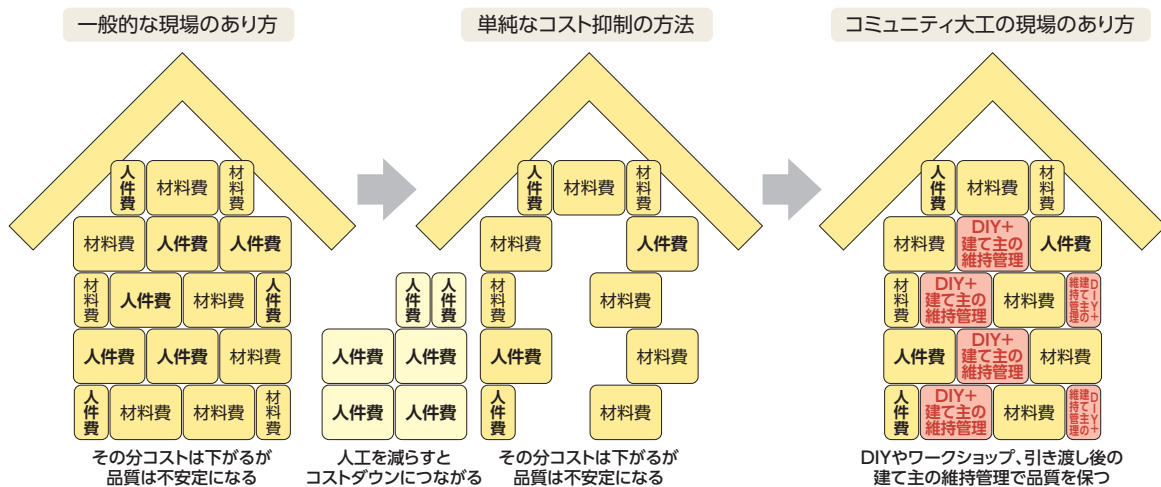 一般的な現場のあり方
単純なコスト抑制の方法
コミュニティ大工の現場のあり方
人件費
材料費
材料費
材料費
人件費
人件費
材料費
人件費
材料費
人件費
人件費
人件費
材料費
人件費
材料費
材料費
材料費
その分コストは下がるが
品質は不安定になる
人件費
人件費
人件費
人件費
人件費
人件費
人工を減らすと
コストダウンにつながる
人件費
材料費
材料費
材料費
人件費
材料費
材料費
人件費
材料費
人件費
材料費
その分コストは下がるが
品質は不安定になる
人件費
材料費
材料費
材料費
DIY+
建て主の
維持管理
人件費
材料費
DIY+
建て主の
維持管理
材料費
DIY+
建て主の
維持管理
人件費
DIY+
建て主の
維持管理
材料費
人件費
DIY+
建て主の
維持管理
材料費
DIY+
建て主の
維持管理
DIYやワークショップ、引き渡し後の
建て主の維持管理で品質を保つ